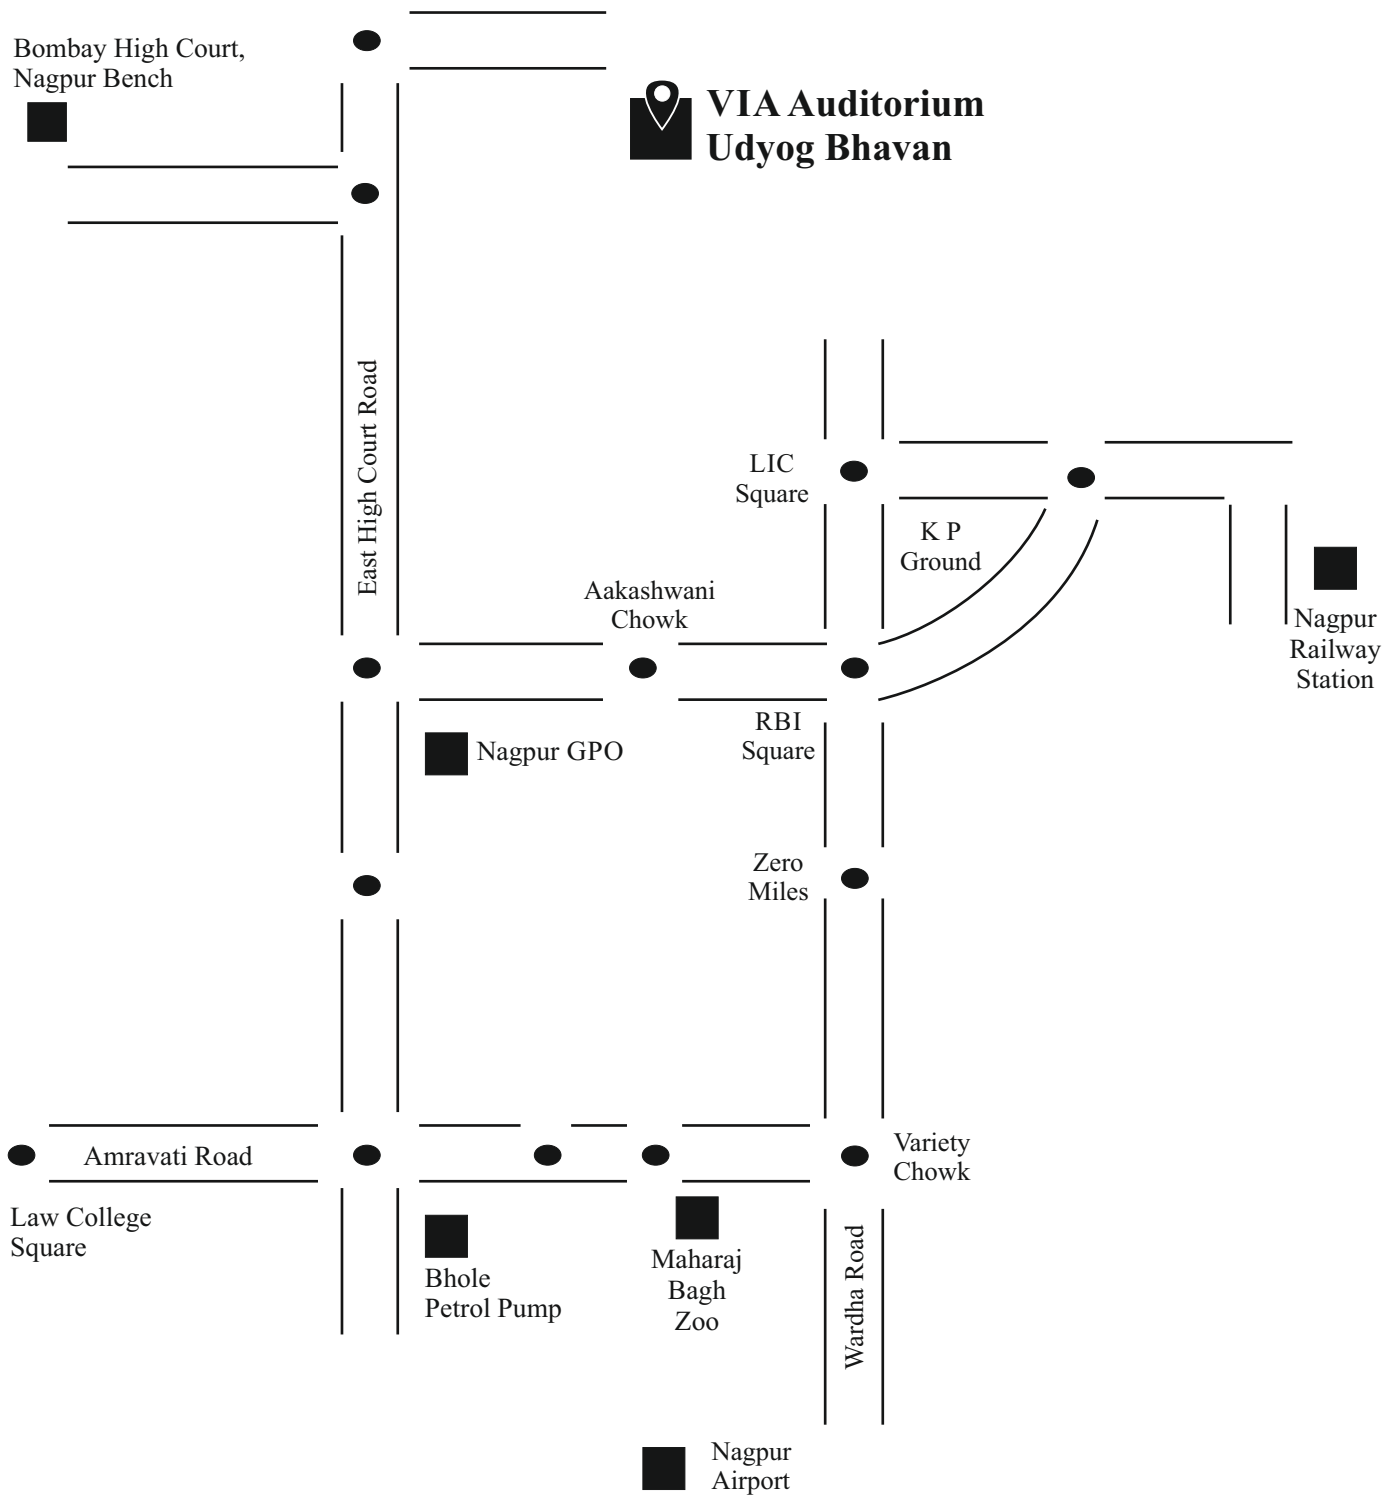 Bombay High Court,
Nagpur Bench
VIA Auditorium
Udyog Bhavan
East High Court Road
LIC
Square
K P
Ground
Aakashwani
Chowk
Nagpur
Railway
Station
RBI
Square
Nagpur GPO
Zero
Miles
Amravati Road
Variety
Chowk
Law College
Square
Bhole
Petrol Pump
Maharaj
Bagh
Zoo
Wardha Road
Nagpur
Airport